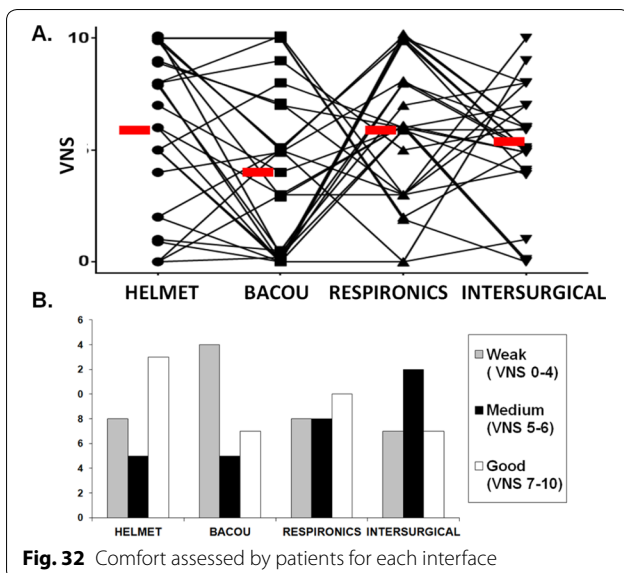 A.
10
VNS
0
HELMET BACOU RESPIRONICS INTERSURGICAL
B.
6
4
2
0
8
6
4
2
0
HELMET BACOU RESPIRONICS INTERSURGICAL
Weak
( VNS 0-4)
Medium
(VNS 5-6)
Good
(VNS 7-10)
Fig. 32 Comfort assessed by patients for each interface